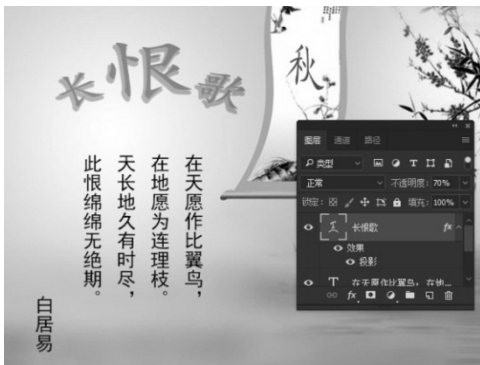 长恨歌
秋
在天愿作比翼鸟，
在地愿为连理枝。
天长地久有时尽，
此恨绵绵无绝期。
白居易
图层 通道 路径
类型
正常 不透明度：70%
锁定： 填充：100%
长恨歌 fx
效果
投影
T 在天愿作比翼鸟，在地...
fx